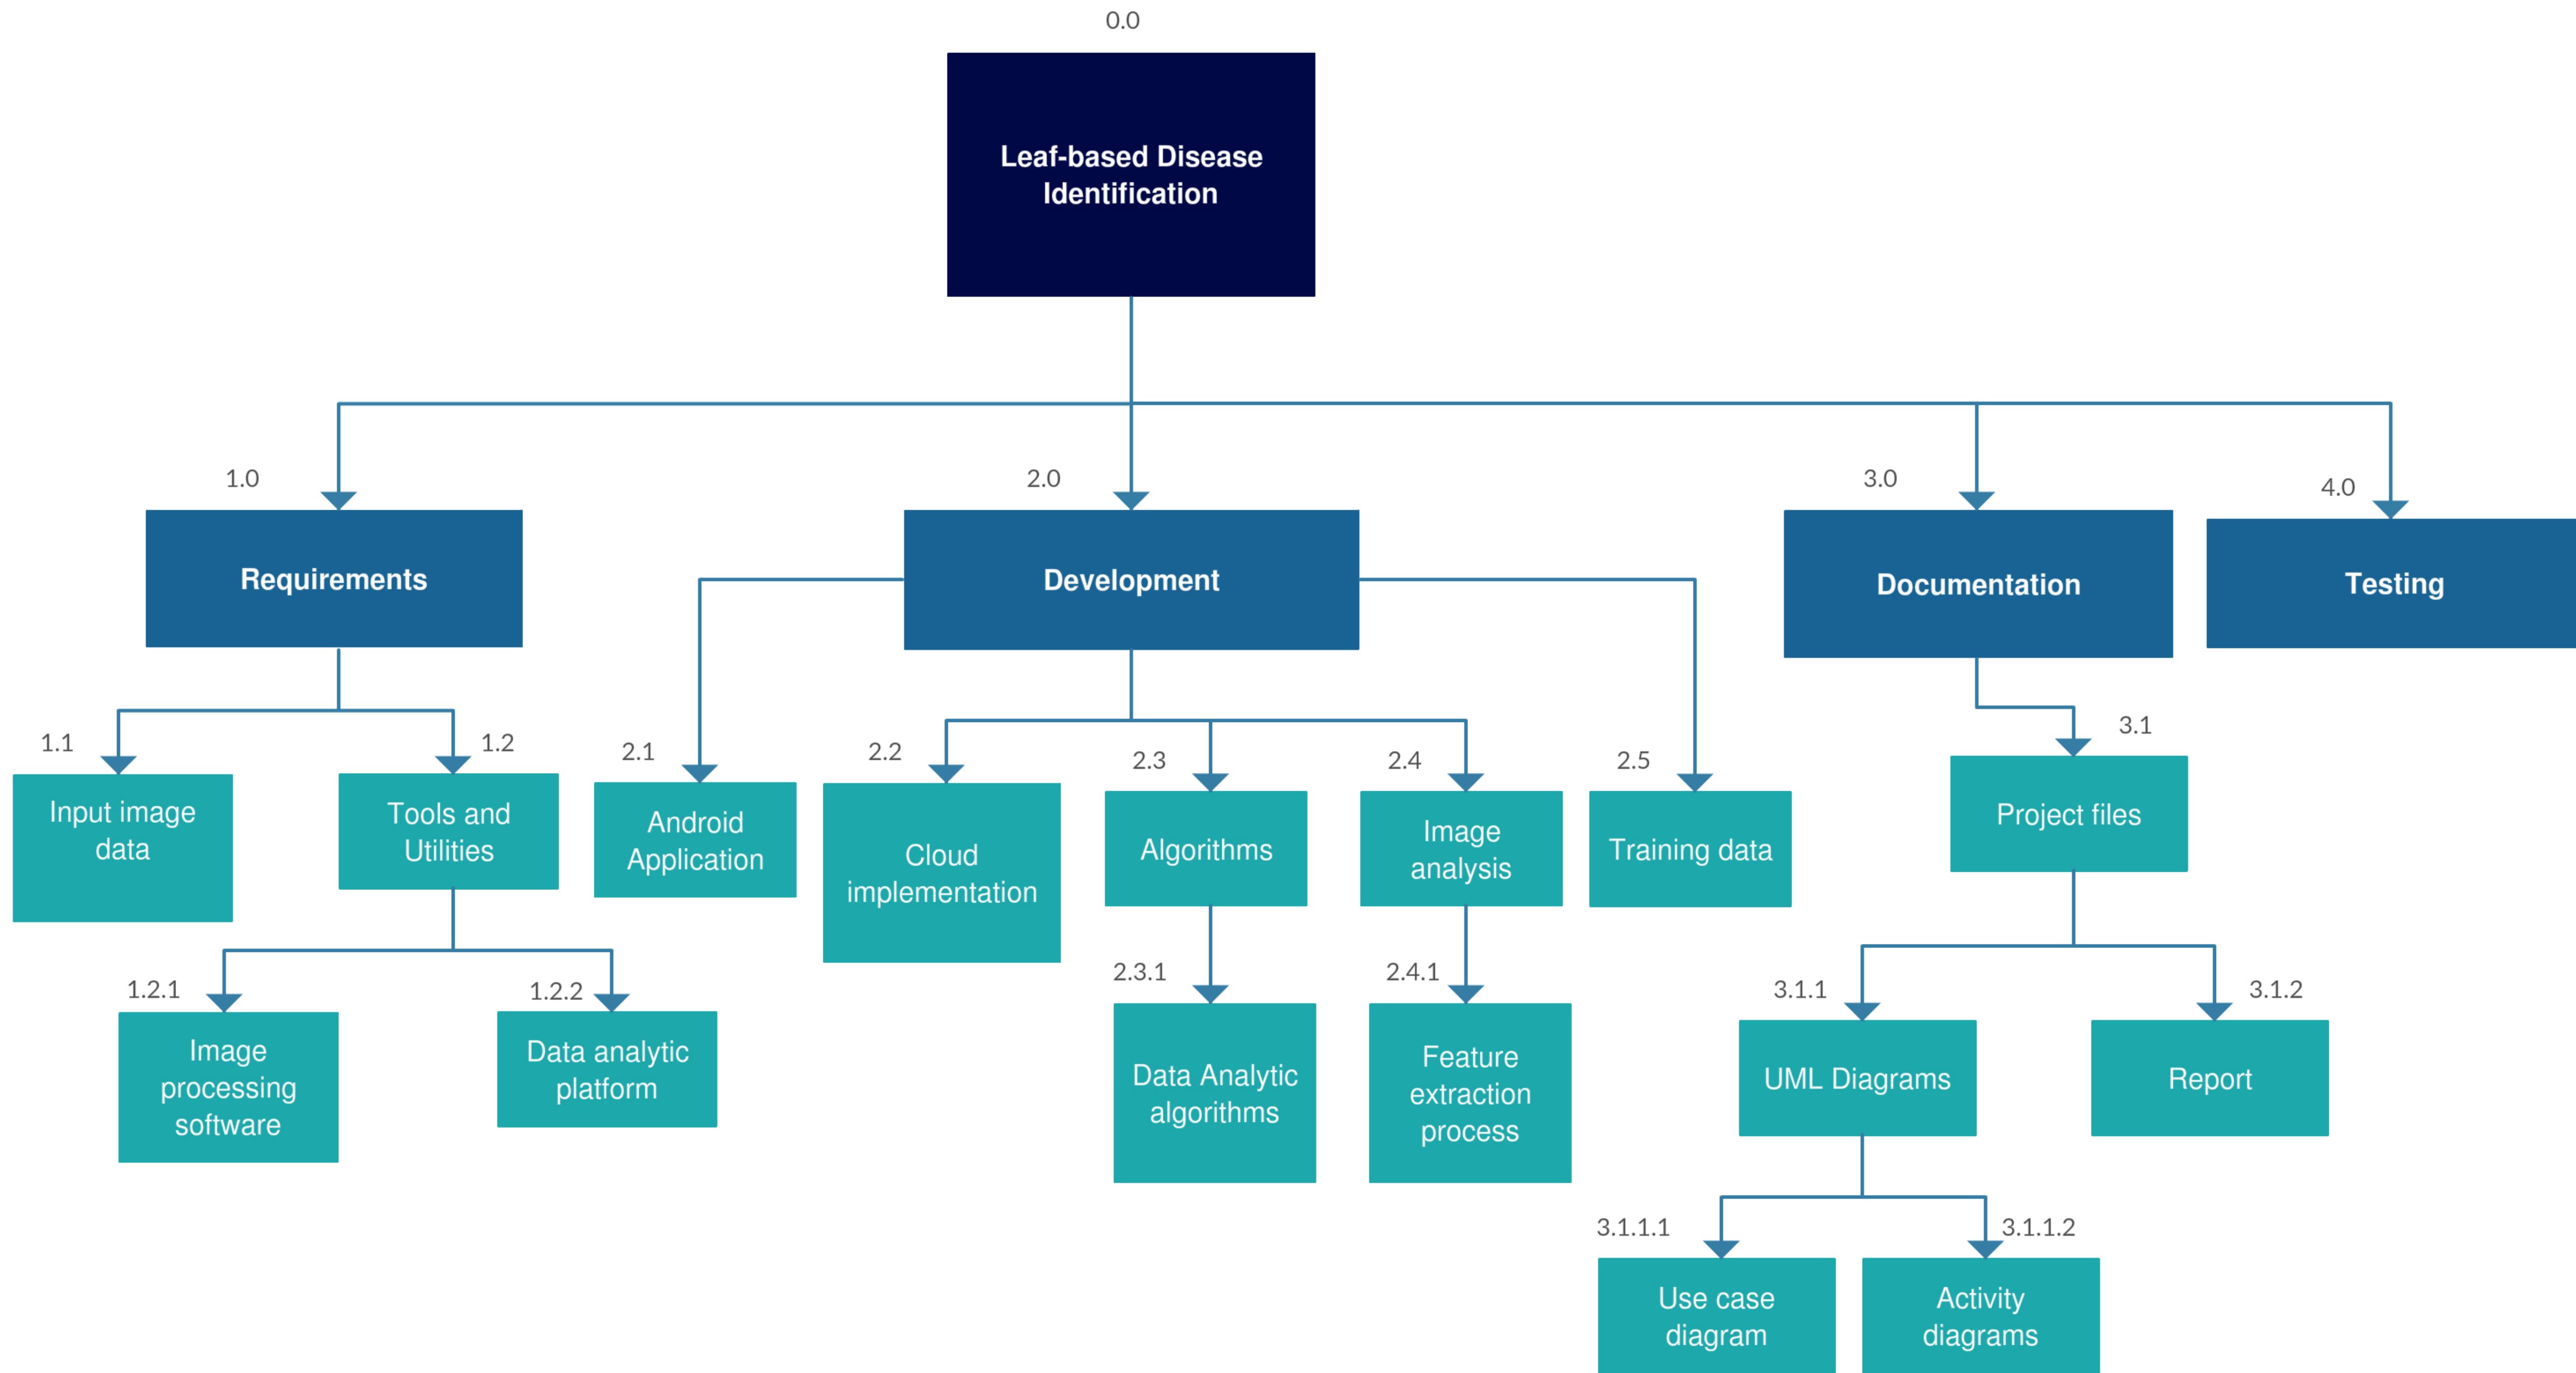 0.0
Leaf-based Disease
Identification
1.0
2.0
3.0
4.0
Requirements
Development
Documentation
Testing
1.1
1.2
2.1
2.2
2.3
2.4
2.5
3.1
Input image
data
Tools and
Utilities
Android
Application
Cloud
implementation
Algorithms
Image
analysis
Training data
Project files
1.2.1
1.2.2
2.3.1
2.4.1
3.1.1
3.1.2
Image
processing
software
Data analytic
platform
Data Analytic
algorithms
Feature
extraction
process
UML Diagrams
Report
3.1.1.1
3.1.1.2
Use case
diagram
Activity
diagrams